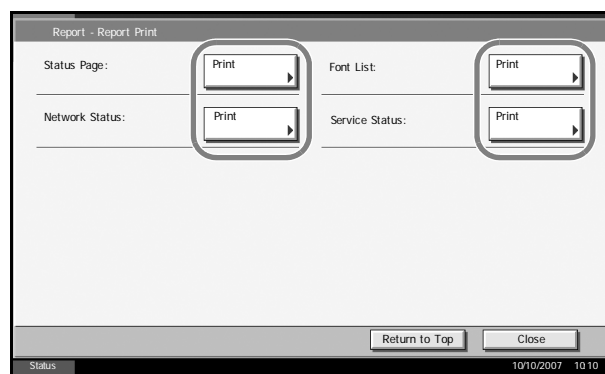 Report - Report Print
Status Page: Print Font List: Print
Network Status: Print Service Status: Print
Return to Top Close
Status 10/10/2007 10:10